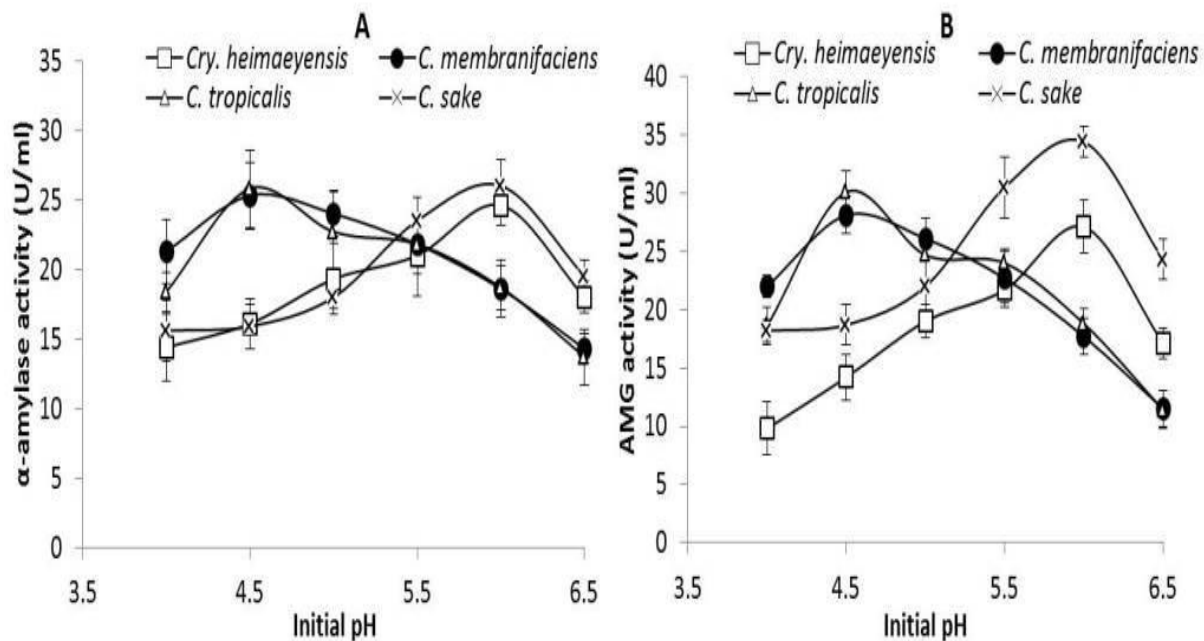 A
Cry. heimaeyensis C. membranifaciens
C. tropicalis C. sake
α-amylase activity (U/ml)
35
30
25
20
15
10
5
0
3.5 4.5 5.5 6.5
Initial pH
B
Cry. heimaeyensis C. membranifaciens
C. tropicalis C. sake
AMG activity (U/ml)
40
35
30
25
20
15
10
5
0
3.5 4.5 5.5 6.5
Initial pH